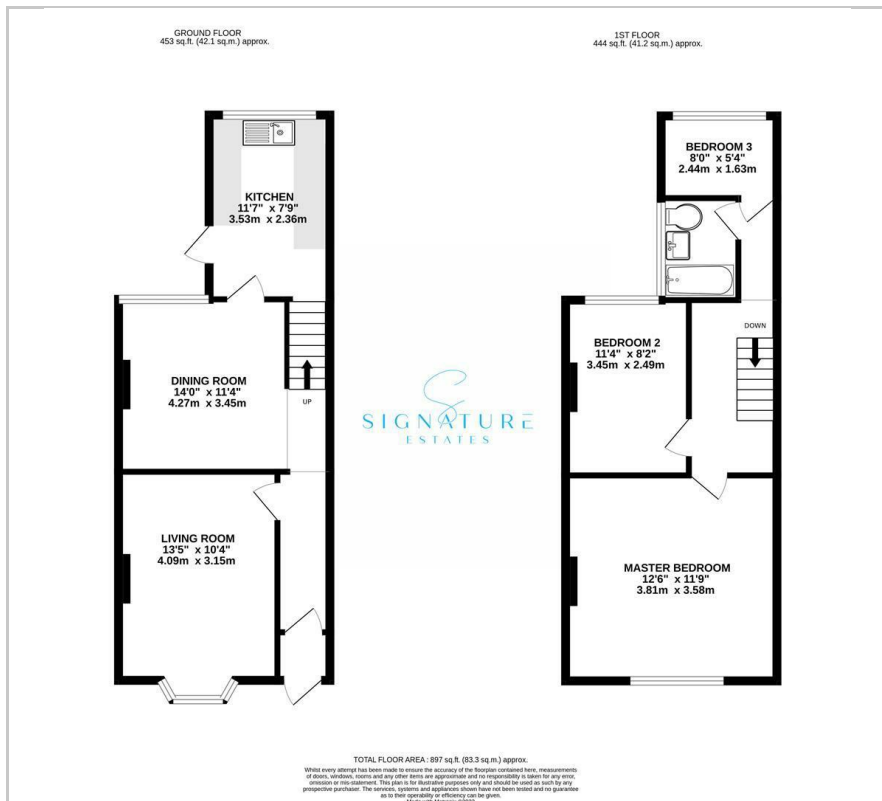 GROUND FLOOR
453 sq.ft. (42.1 sq.m.) approx.
1ST FLOOR
444 sq.ft. (41.2 sq.m.) approx.
KITCHEN
11'7" x 7'9"
3.53m x 2.36m
DINING ROOM
14'0" x 11'4"
4.27m x 3.45m
UP
LIVING ROOM
13'5" x 10'4"
4.09m x 3.15m
S
SIGNATURE
ESTATES
BEDROOM 3
8'0" x 5'4"
2.44m x 1.63m
DOWN
BEDROOM 2
11'4" x 8'2"
3.45m x 2.49m
MASTER BEDROOM
12'6" x 11'9"
3.81m x 3.58m
TOTAL FLOOR AREA : 897 sq.ft. (83.3 sq.m.) approx.
Whilst every attempt has been made to ensure the accuracy of the floorplan contained here, measurements
of doors, windows, rooms and any other items are approximate and no responsibility is taken for any error,
omission or mis-statement. This plan is for illustrative purposes only and should be used as such by any
prospective purchaser. The services, systems and appliances shown have not been tested and no guarantee
as to their operability or efficiency can be given.
Made with Metropix ©2023